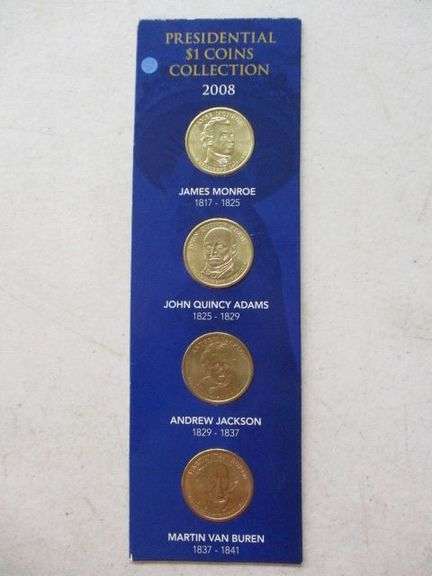 PRESIDENTIAL
$1 COINS
COLLECTION
2008
JAMES MONROE
1817 - 1825
JOHN QUINCY ADAMS
1825 - 1829
ANDREW JACKSON
1829 - 1837
MARTIN VAN BUREN
1837 - 1841